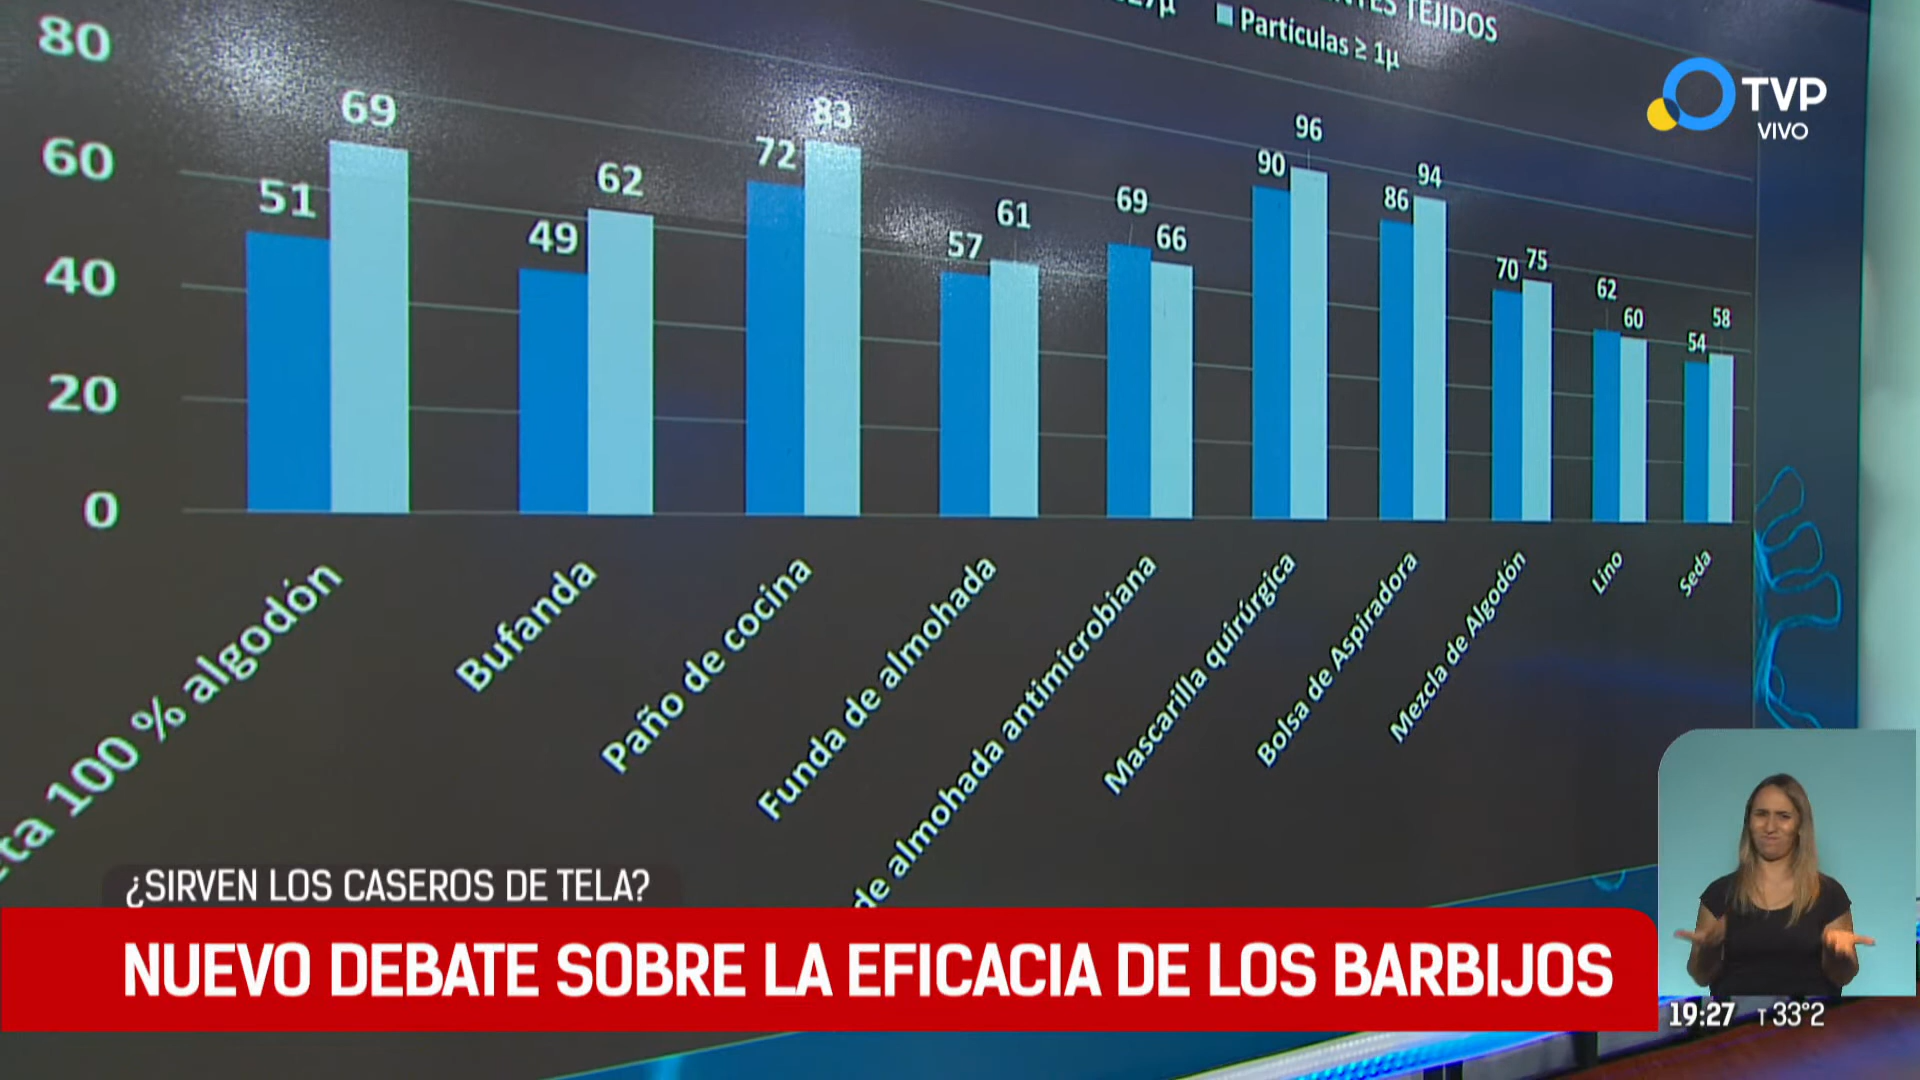 TEJIDOS
Partículas ≥ 1µ
TVP
VIVO
80
60
40
20
0
51
69
49
62
72
83
57
61
69
66
90
96
86
94
70
75
62
60
54
58
100 % algodón
Bufanda
Paño de cocina
Funda de almohada
de almohada antimicrobiana
Mascarilla quirúrgica
Bolsa de Aspiradora
Mezcla de Algodón
Lino
Seda
¿SIRVEN LOS CASEROS DE TELA?
NUEVO DEBATE SOBRE LA EFICACIA DE LOS BARBIJOS
19:27 T 33°2